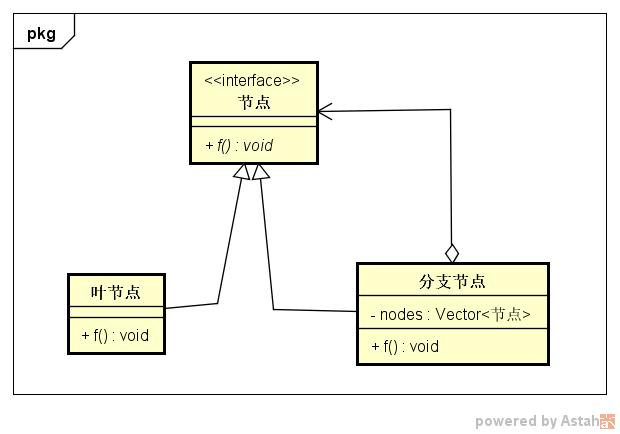 pkg
<<interface>>
节点
+ f() : void
叶节点
+ f() : void
分支节点
- nodes : Vector<节点>
+ f() : void
powered by Astah